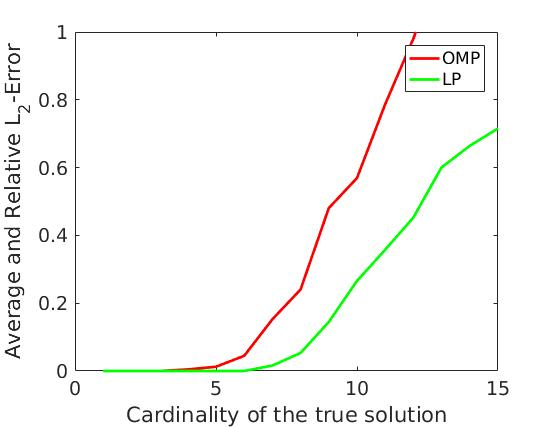 1
0.8
0.6
0.4
0.2
0
0 5 10 15
Average and Relative L2-Error
Cardinality of the true solution
OMP
LP